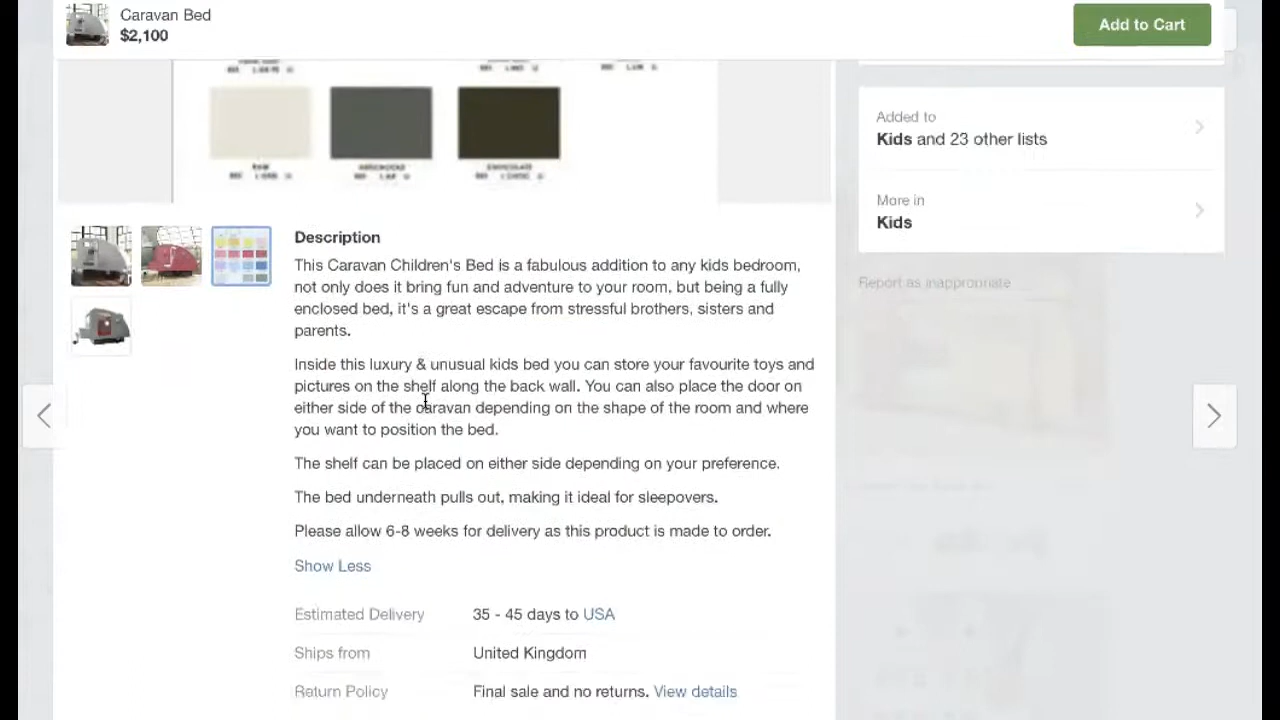 Caravan Bed
$2,100
Add to Cart
Added to
Kids and 23 other lists
More in
Kids
Report as inappropriate
Description
This Caravan Children's Bed is a fabulous addition to any kids bedroom,
not only does it bring fun and adventure to your room, but being a fully
enclosed bed, it's a great escape from stressful brothers, sisters and
parents.
Inside this luxury & unusual kids bed you can store your favourite toys and
pictures on the shelf along the back wall. You can also place the door on
either side of the caravan depending on the shape of the room and where
you want to position the bed.
The shelf can be placed on either side depending on your preference.
The bed underneath pulls out, making it ideal for sleepovers.
Please allow 6-8 weeks for delivery as this product is made to order.
Show Less
Estimated Delivery 35 - 45 days to USA
Ships from United Kingdom
Return Policy Final sale and no returns. View details